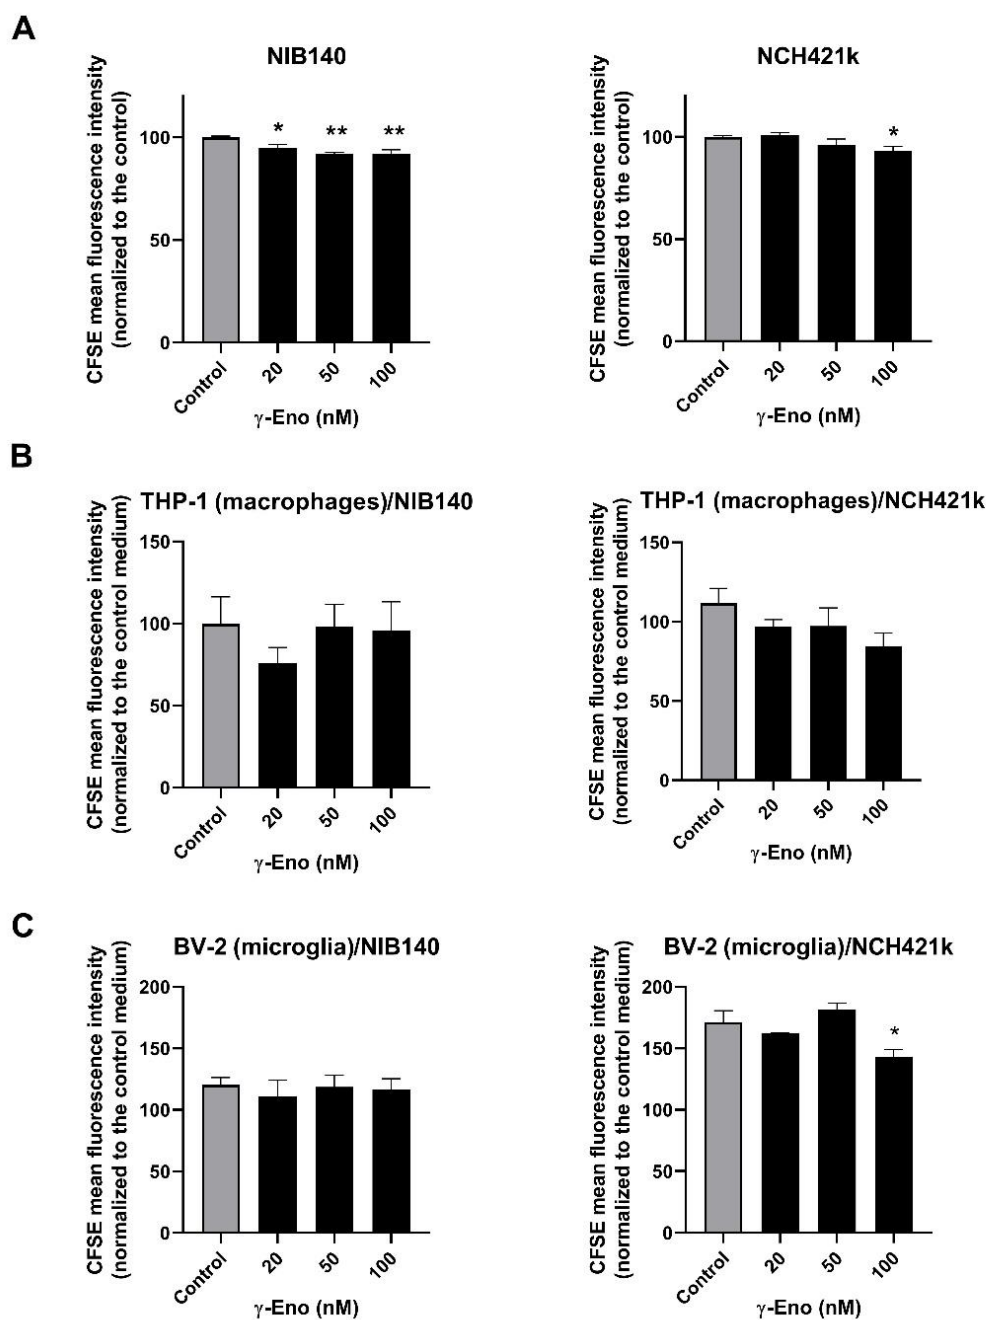 A
NIB140
CFSE mean fluorescence intensity
(normalized to the control)
100
50
0
*
**
**
Control
20
50
100
γ-Eno (nM)
NCH421k
CFSE mean fluorescence intensity
(normalized to the control)
100
50
0
*
Control
20
50
100
γ-Eno (nM)
B
THP-1 (macrophages)/NIB140
CFSE mean fluorescence intensity
(normalized to the control medium)
150
100
50
0
Control
20
50
100
γ-Eno (nM)
THP-1 (macrophages)/NCH421k
CFSE mean fluorescence intensity
(normalized to the control medium)
150
100
50
0
Control
20
50
100
γ-Eno (nM)
C
BV-2 (microglia)/NIB140
CFSE mean fluorescence intensity
(normalized to the control medium)
200
150
100
50
0
Control
20
50
100
γ-Eno (nM)
BV-2 (microglia)/NCH421k
CFSE mean fluorescence intensity
(normalized to the control medium)
200
150
100
50
0
*
Control
20
50
100
γ-Eno (nM)